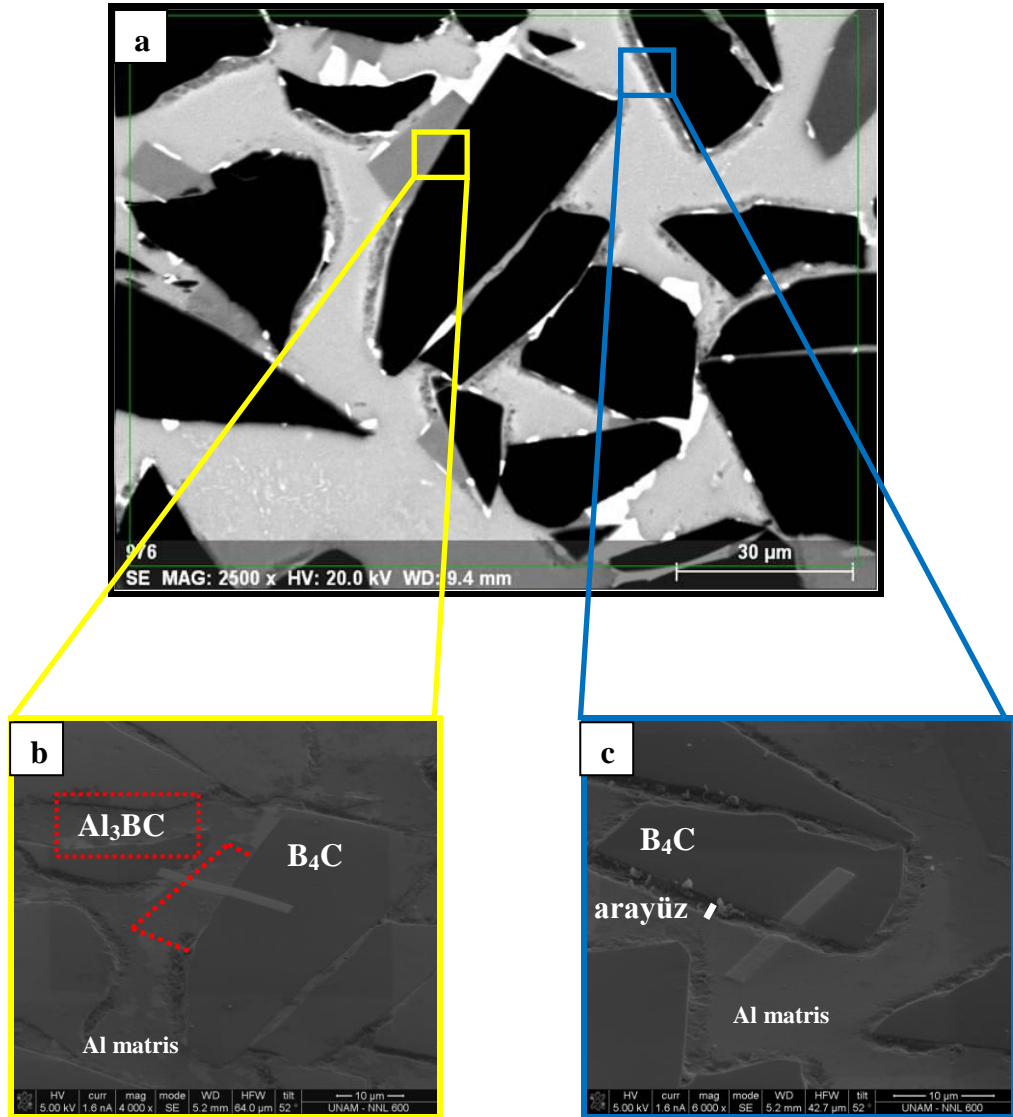 a
976
30 µm
SE MAG: 2500 x HV: 20.0 kV WD: 9.4 mm
b
Al₃BC
B₄C
Al matris
HV curr mag mode WD HFW tilt 10 µm
5.00 kV 1.6 nA 4 000 x SE 5.2 mm 64.0 µm 52 ° UNAM - NNL 600
c
B₄C
arayüz
Al matris
HV curr mag mode WD HFW tilt 10 µm
5.00 kV 1.6 nA 6 000 x SE 5.2 mm 42.7 µm 52 ° UNAM - NNL 600